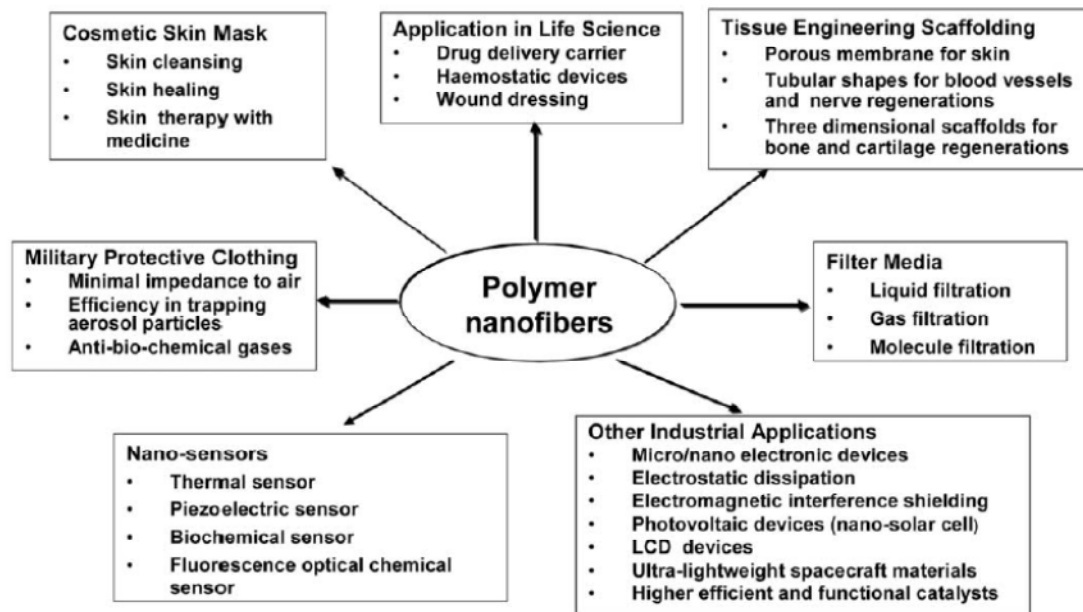 Cosmetic Skin Mask
• Skin cleansing
• Skin healing
• Skin therapy with
medicine
Application in Life Science
• Drug delivery carrier
• Haemostatic devices
• Wound dressing
Tissue Engineering Scaffolding
• Porous membrane for skin
• Tubular shapes for blood vessels
and nerve regenerations
• Three dimensional scaffolds for
bone and cartilage regenerations
Military Protective Clothing
• Minimal impedance to air
• Efficiency in trapping
aerosol particles
• Anti-bio-chemical gases
Polymer
nanofibers
Filter Media
• Liquid filtration
• Gas filtration
• Molecule filtration
Nano-sensors
• Thermal sensor
• Piezoelectric sensor
• Biochemical sensor
• Fluorescence optical chemical
sensor
Other Industrial Applications
• Micro/nano electronic devices
• Electrostatic dissipation
• Electromagnetic interference shielding
• Photovoltaic devices (nano-solar cell)
• LCD devices
• Ultra-lightweight spacecraft materials
• Higher efficient and functional catalysts